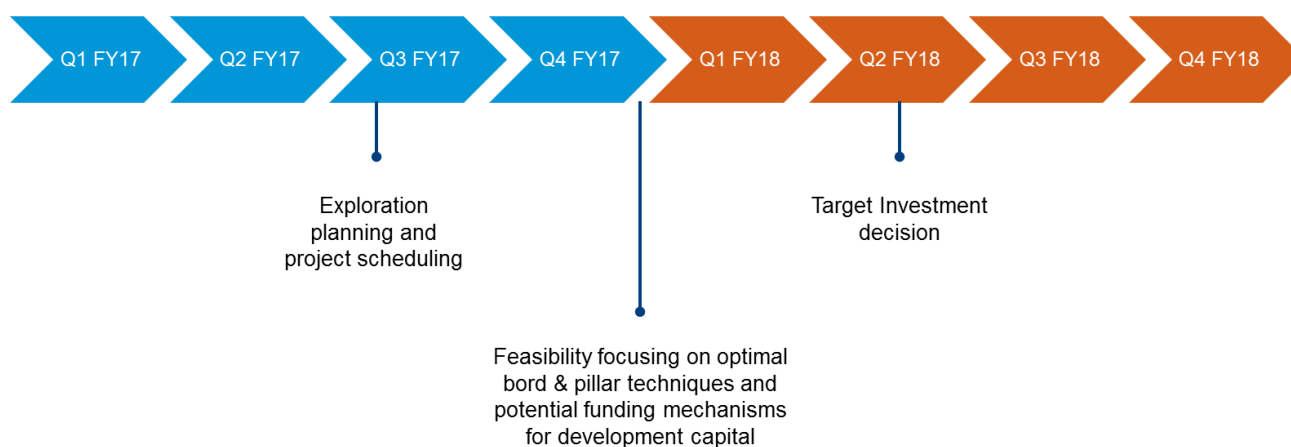 Q1 FY17
Q2 FY17
Q3 FY17
Q4 FY17
Q1 FY18
Q2 FY18
Q3 FY18
Q4 FY18
Exploration
planning and
project scheduling
Target Investment
decision
Feasibility focusing on optimal
bord & pillar techniques and
potential funding mechanisms
for development capital